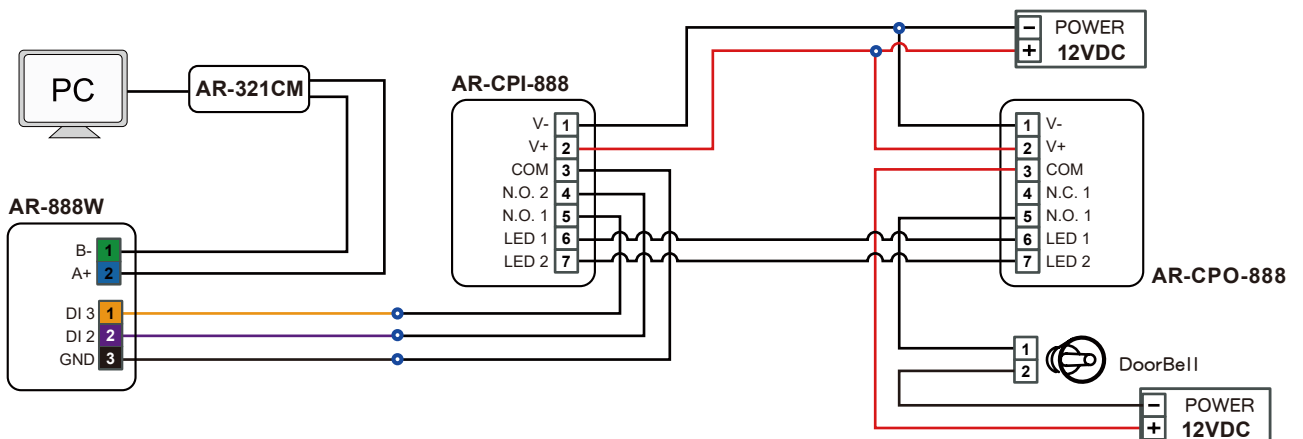 PC
AR-321CM
AR-888W
B- 1
A+ 2
DI 3 1
DI 2 2
GND 3
AR-CPI-888
V- 1
V+ 2
COM 3
N.O. 2 4
N.O. 1 5
LED 1 6
LED 2 7
− POWER
+ 12VDC
1 V-
2 V+
3 COM
4 N.C. 1
5 N.O. 1
6 LED 1
7 LED 2
AR-CPO-888
1
2
DoorBell
− POWER
+ 12VDC